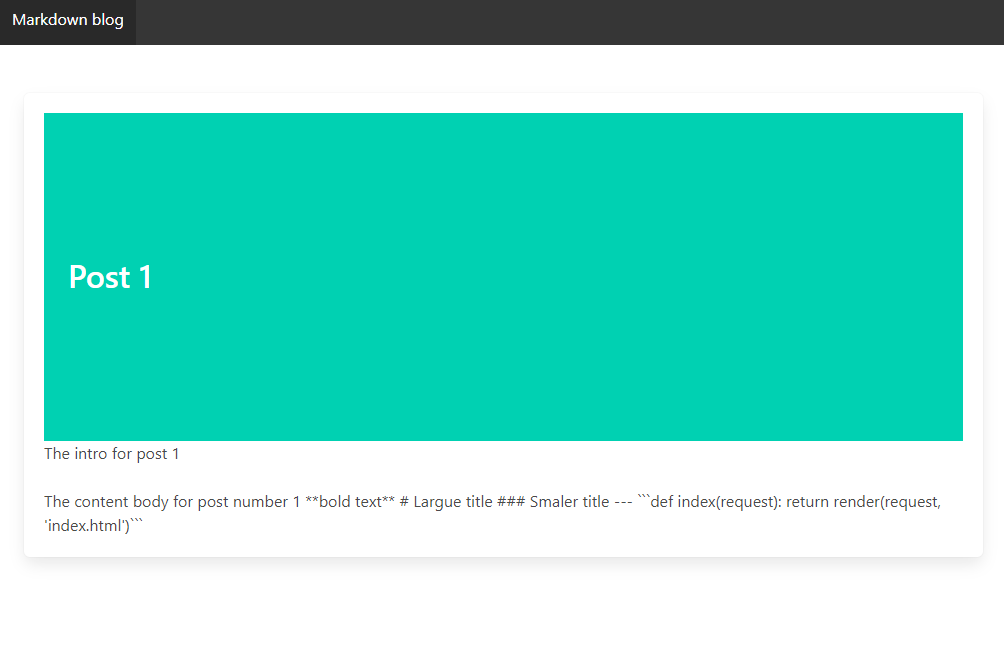 Markdown blog
Post 1
The intro for post 1
The content body for post number 1 **bold text** # Largue title ### Smaler title --- ```def index(request): return render(request,
'index.html')```